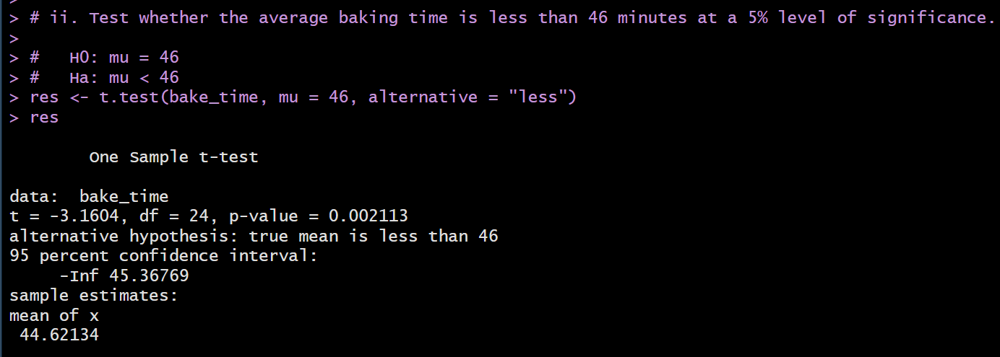 >
> # ii. Test whether the average baking time is less than 46 minutes at a 5% level of significance.
>
> #   H0: mu = 46
> #   Ha: mu < 46
> res <- t.test(bake_time, mu = 46, alternative = "less")
> res

        One Sample t-test

data:  bake_time
t = -3.1604, df = 24, p-value = 0.002113
alternative hypothesis: true mean is less than 46
95 percent confidence interval:
     -Inf 45.36769
sample estimates:
mean of x
 44.62134